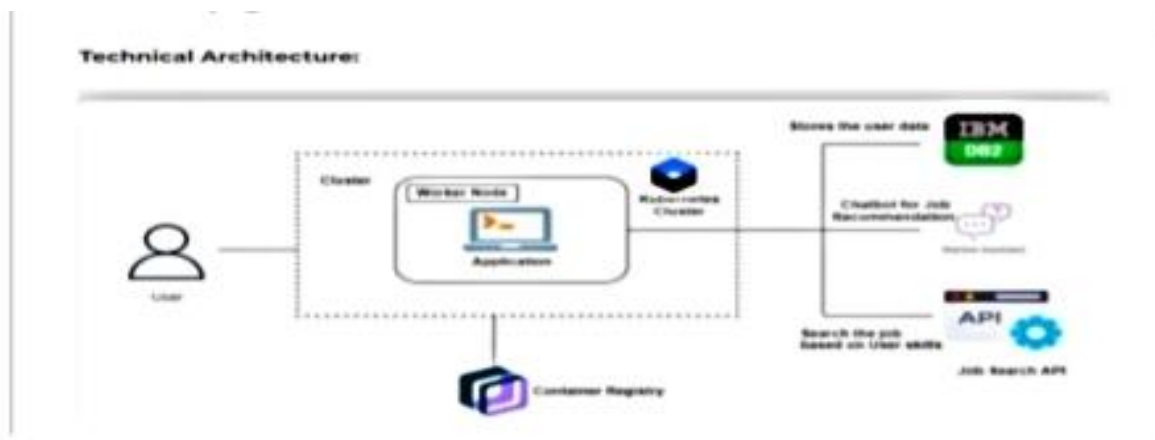 Technical Architecture:
Stores the user data
IBM
DB2
Cluster
Worker Node
Kubernetes
Cluster
Chatbot for Job
Recommendation
Application
User
API
Search the job
based on User skills
Job Search API
Container Registry